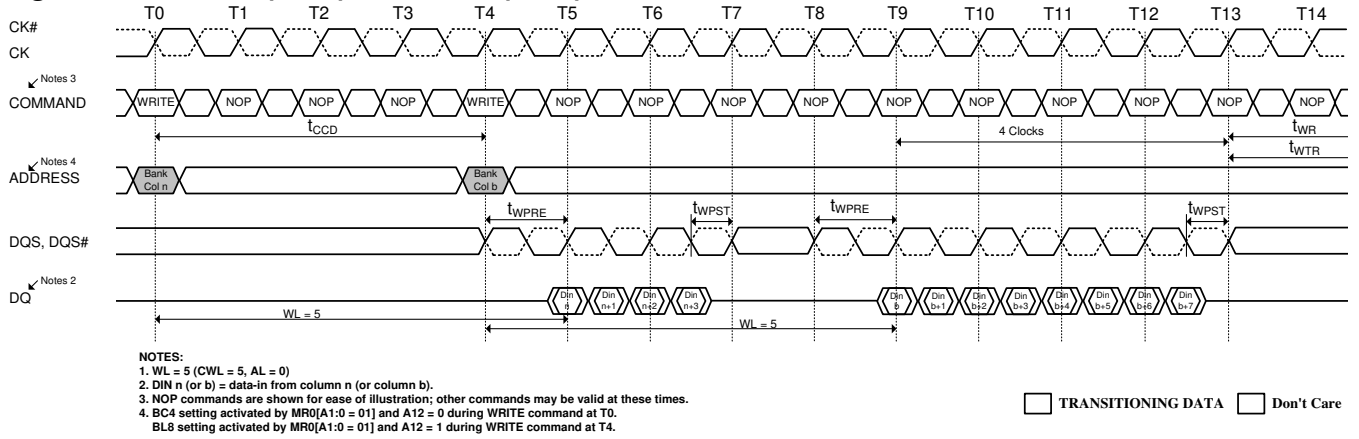 T0 T1 T2 T3 T4 T5 T6 T7 T8 T9 T10 T11 T12 T13 T14
CK#
CK
Notes 3
COMMAND WRITE NOP NOP NOP WRITE NOP NOP NOP NOP NOP NOP NOP NOP NOP NOP
tCCD 4 Clocks tWR
tWTR
Notes 4
ADDRESS Bank Col n Bank Col b
tWPRE tWPST tWPRE tWPST
DQS, DQS#
Notes 2
DQ Din n Din n+1 Din n+2 Din n+3 Din b Din b+1 Din b+2 Din b+3 Din b+4 Din b+5 Din b+6 Din b+7
WL = 5 WL = 5
NOTES:
1. WL = 5 (CWL = 5, AL = 0)
2. DIN n (or b) = data-in from column n (or column b).
3. NOP commands are shown for ease of illustration; other commands may be valid at these times.
4. BC4 setting activated by MR0[A1:0 = 01] and A12 = 0 during WRITE command at T0.
BL8 setting activated by MR0[A1:0 = 01] and A12 = 1 during WRITE command at T4.
TRANSITIONING DATA Don't Care